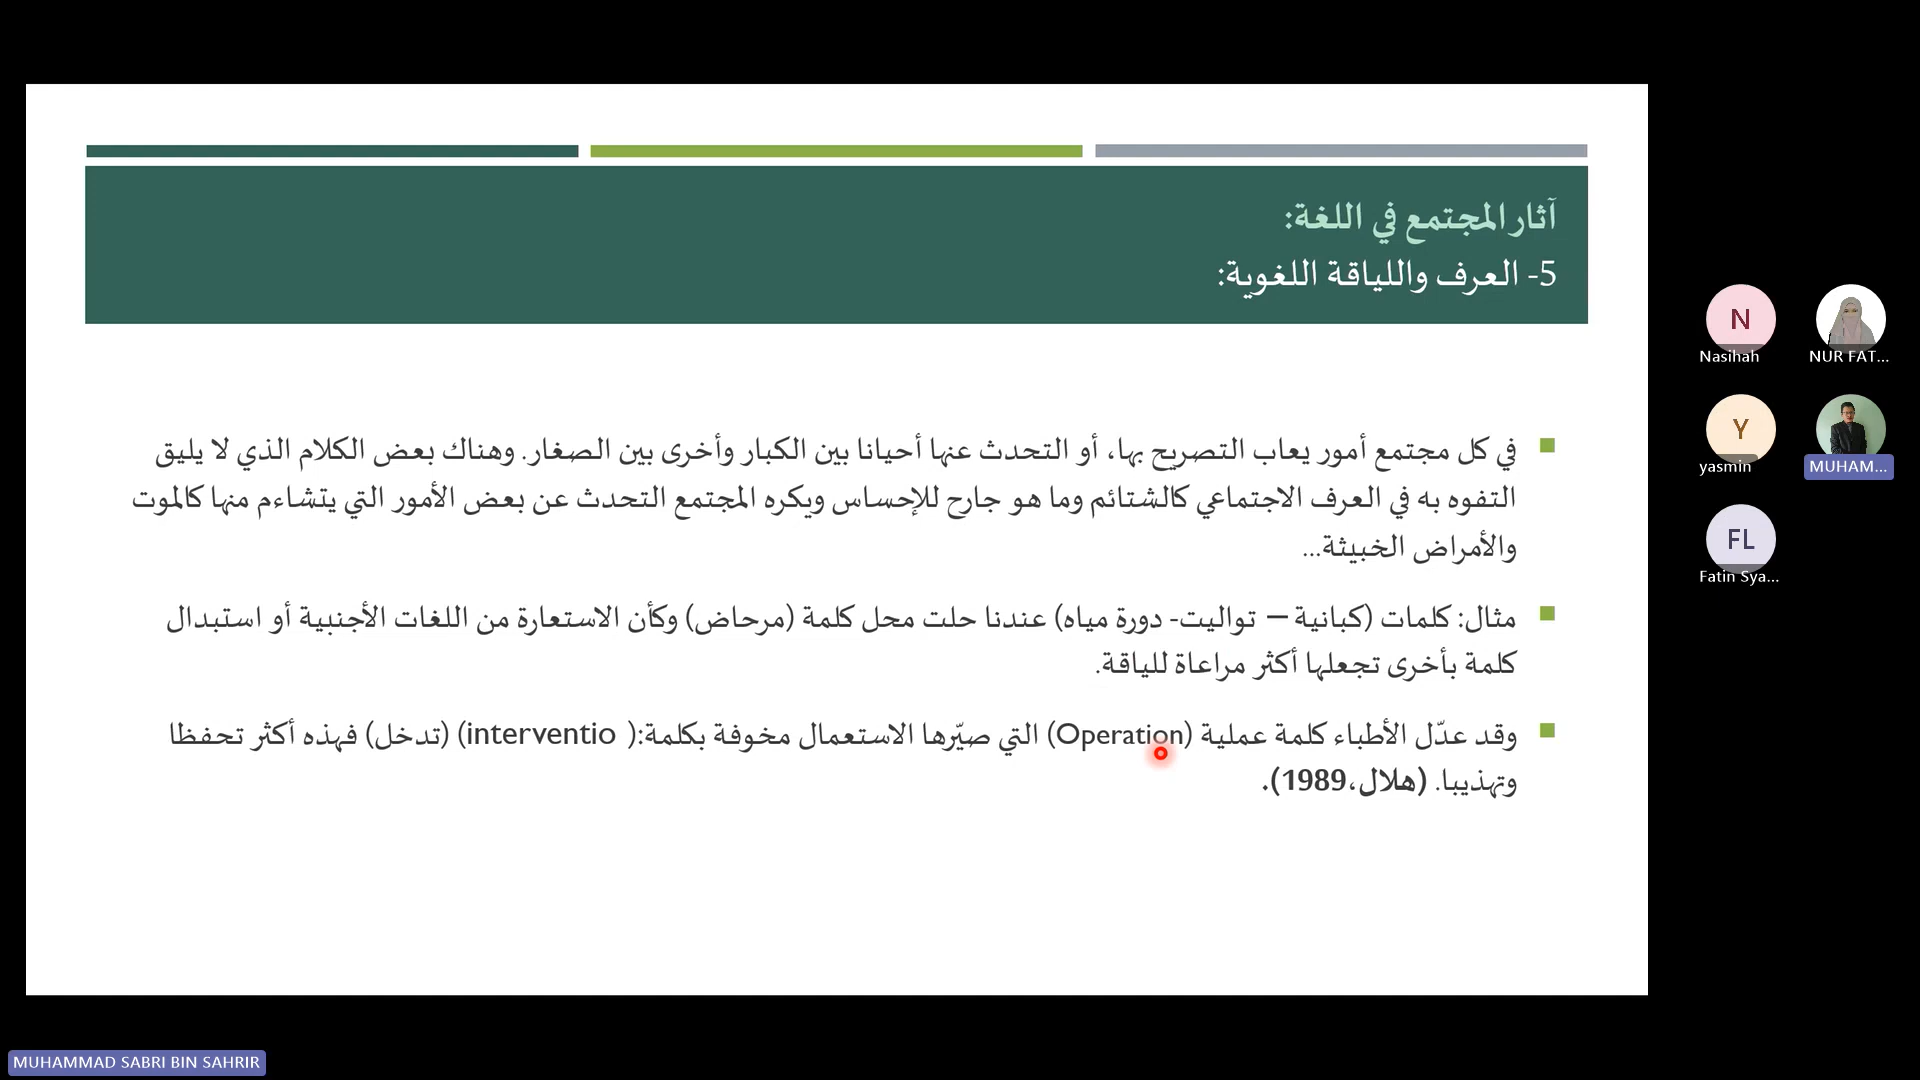 آثار المجتمع في اللغة:
5- العرف واللياقة اللغوية:
في كل مجتمع أمور يعاب التصريح بها، أو التحدث عنها أحيانا بين الكبار وأخرى بين الصغار. وهناك بعض الكلام الذي لا يليق
التفوه به في العرف الاجتماعي كالشتائم وما هو جارح للإحساس ويكره المجتمع التحدث عن بعض الأمور التي يتشاءم منها كالموت
والأمراض الخبيثة...
مثال: كلمات (كبانية – تواليت- دورة مياه) عندنا حلت محل كلمة (مرحاض) وكأن الاستعارة من اللغات الأجنبية أو استبدال
كلمة بأخرى تجعلها أكثر مراعاة للياقة.
وقد عدّل الأطباء كلمة عملية (Operation) التي صيّرها الاستعمال مخوفة بكلمة:( interventio) (تدخل) فهذه أكثر تحفظا
وتهذيبا. (هلال،1989).
N
Nasihah
NUR FAT...
Y
yasmin
MUHAM...
FL
Fatin Sya...
MUHAMMAD SABRI BIN SAHRIR